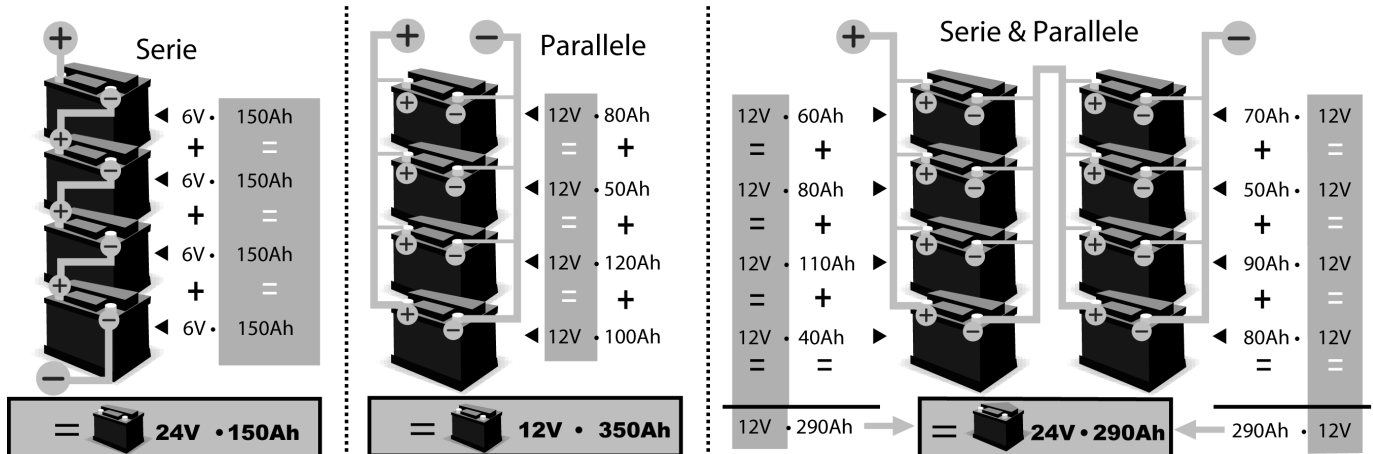 Serie
+
−
+
−
+
−
+
−
−
6V · 150Ah
+ =
6V · 150Ah
+ =
6V · 150Ah
+ =
6V · 150Ah
= 24V · 150Ah
+ −
Parallele
+ −
12V · 80Ah
= +
+ −
12V · 50Ah
= +
+ −
12V · 120Ah
= +
+ −
12V · 100Ah
= 12V · 350Ah
+ Serie & Parallele −
12V · 60Ah + − + − 70Ah · 12V
= + + =
12V · 80Ah + − + − 50Ah · 12V
= + + =
12V · 110Ah + − + − 90Ah · 12V
= + + =
12V · 40Ah + − + − 80Ah · 12V
= = = =
12V · 290Ah = 24V · 290Ah 290Ah · 12V